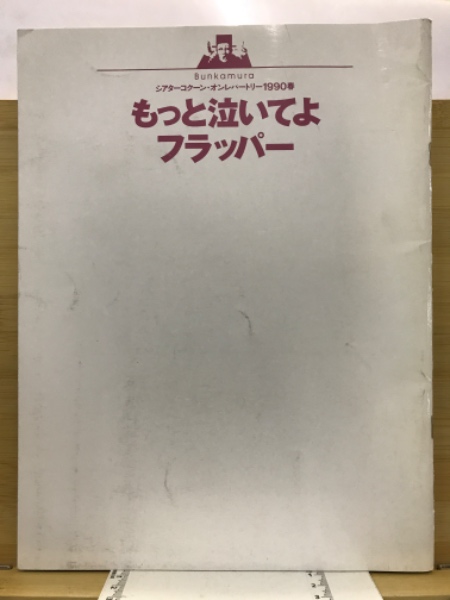 Bunkamura
シアターコクーン・オンレパートリー1990春
もっと泣いてよ
フラッパー